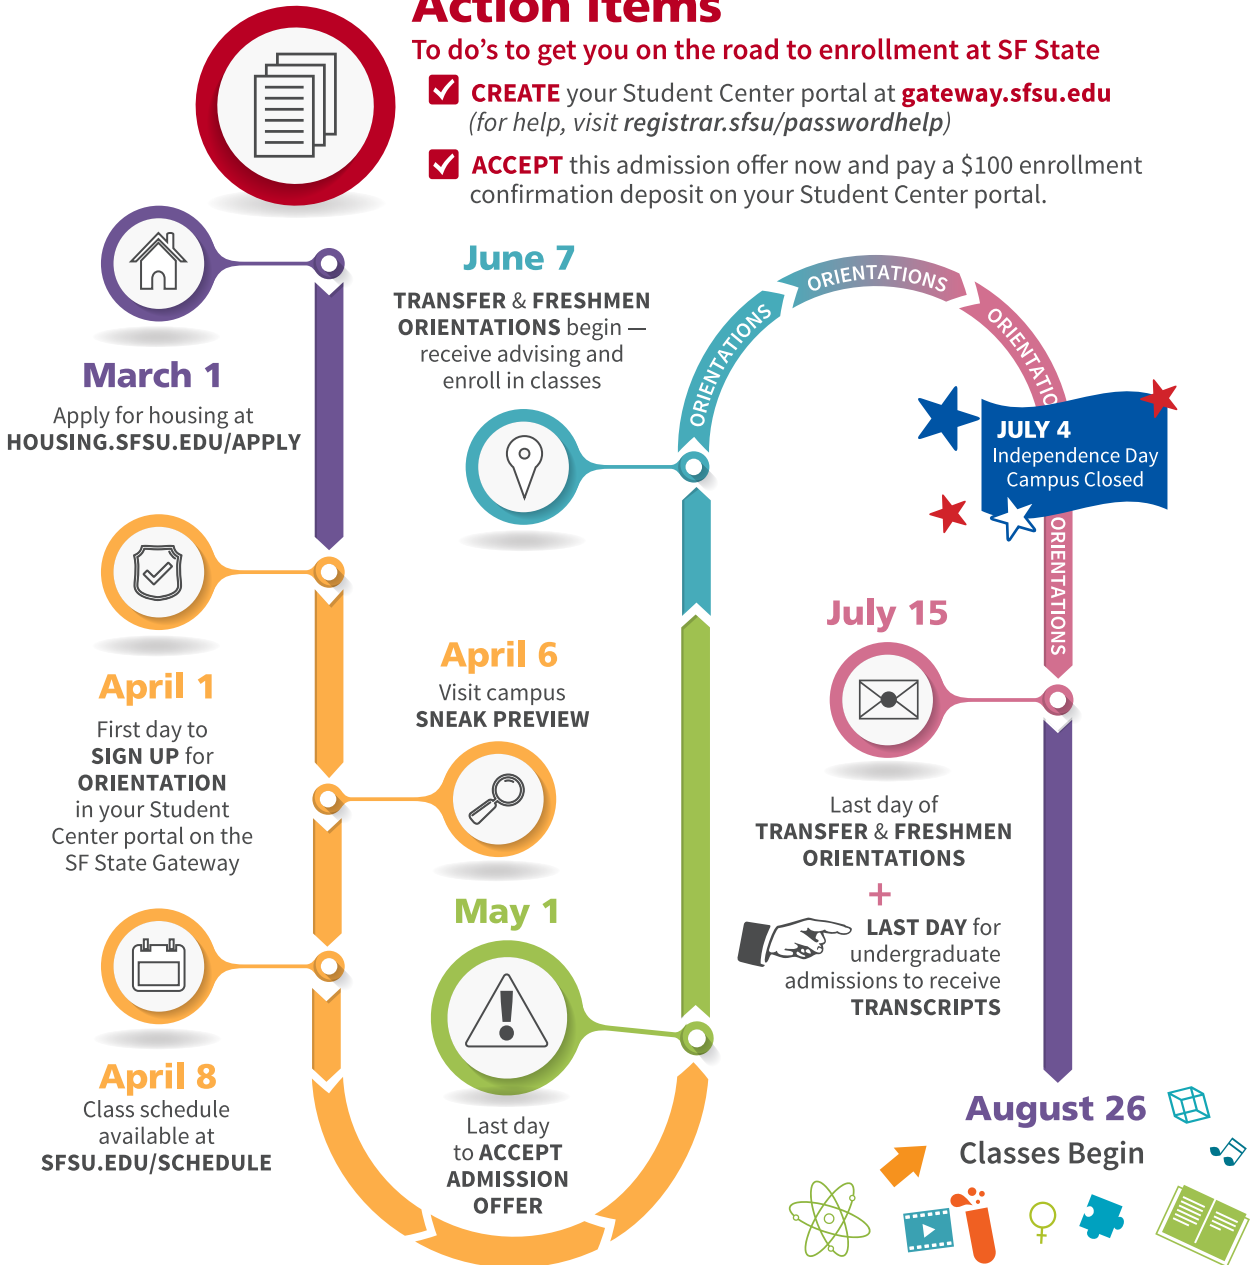 Action Items
To do's to get you on the road to enrollment at SF State
CREATE your Student Center portal at gateway.sfsu.edu
(for help, visit registrar.sfsu/passwordhelp)
ACCEPT this admission offer now and pay a $100 enrollment
confirmation deposit on your Student Center portal.
March 1
Apply for housing at
HOUSING.SFSU.EDU/APPLY
April 1
First day to
SIGN UP for
ORIENTATION
in your Student
Center portal on the
SF State Gateway
April 6
Visit campus
SNEAK PREVIEW
April 8
Class schedule
available at
SFSU.EDU/SCHEDULE
May 1
Last day
to ACCEPT
ADMISSION
OFFER
June 7
TRANSFER & FRESHMEN
ORIENTATIONS begin —
receive advising and
enroll in classes
ORIENTATIONS
ORIENTATIONS
ORIENTATIO
JULY 4
Independence Day
Campus Closed
ORIENTATIONS
July 15
Last day of
TRANSFER & FRESHMEN
ORIENTATIONS
+
LAST DAY for
undergraduate
admissions to receive
TRANSCRIPTS
August 26
Classes Begin